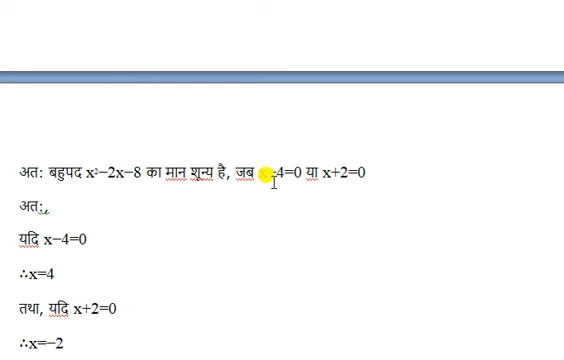 अत: बहुपद x²−2x−8 का मान शून्य है, जब x−4=0 या x+2=0
अत:,
यदि x−4=0
∴x=4
तथा, यदि x+2=0
∴x=−2